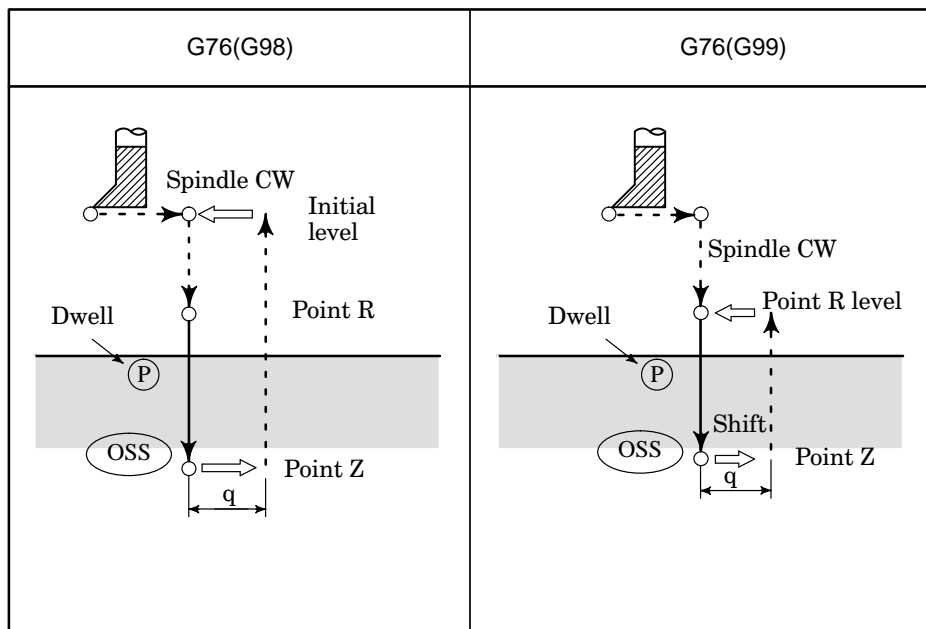 G76(G98)
G76(G99)
Spindle CW
Initial
level
Point R
Dwell
P
OSS
Point Z
q
Spindle CW
Point R level
Dwell
P
Shift
OSS
Point Z
q